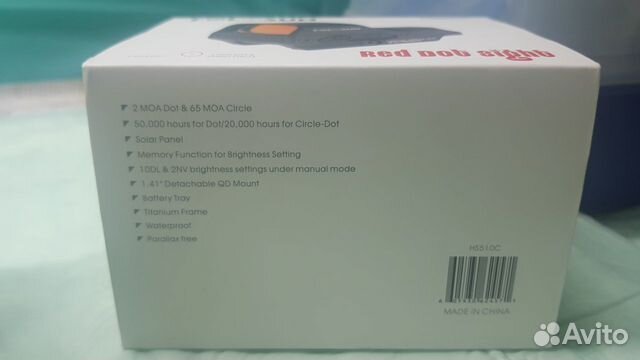 Red Dot Sight
2 MOA Dot & 65 MOA Circle
50,000 hours for Dot/20,000 hours for Circle-Dot
Solar Panel
Memory Function for Brightness Setting
10DL & 2NV brightness settings under manual mode
1.41" Detachable QD Mount
Battery Tray
Titanium Frame
Waterproof
Parallax free
HS510C
MADE IN CHINA
Avito